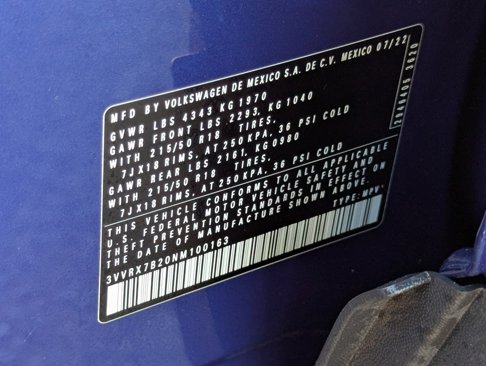 MFD BY VOLKSWAGEN DE MEXICO S.A. DE C.V. MEXICO 07/22
GVWR LBS 4343 KG 1970
GAWR FRONT LBS 2293, KG 1040
WITH 215/50 R18 TIRES,
7JX18 RIMS, AT 250 KPA, 36 PSI COLD
GAWR REAR LBS 2161, KG 0980
WITH 215/50 R18 TIRES,
7JX18 RIMS, AT 250 KPA, 36 PSI COLD
THIS VEHICLE CONFORMS TO ALL APPLICABLE
U.S. FEDERAL MOTOR VEHICLE SAFETY AND
THEFT PREVENTION STANDARDS IN EFFECT ON
DATE OF MANUFACTURE SHOWN ABOVE.
TYPE: MPV
3VVRX7B20NM100163